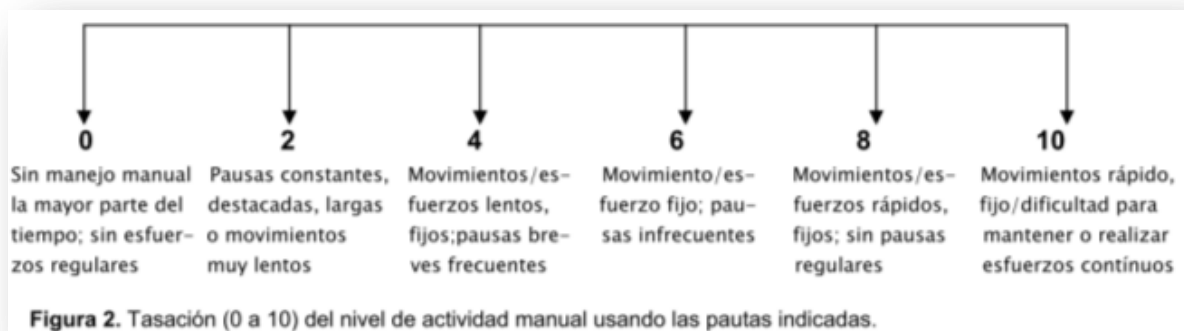 0 2 4 6 8 10
Sin manejo manual
la mayor parte del
tiempo; sin esfuer-
zos regulares
Pausas constantes,
destacadas, largas
o movimientos
muy lentos
Movimientos/es-
fuerzos lentos,
fijos;pausas bre-
ves frecuentes
Movimiento/es-
fuerzo fijo; pau-
sas infrecuentes
Movimientos/es-
fuerzos rápidos,
fijos; sin pausas
regulares
Movimientos rápido,
fijo/dificultad para
mantener o realizar
esfuerzos contínuos
Figura 2. Tasación (0 a 10) del nivel de actividad manual usando las pautas indicadas.